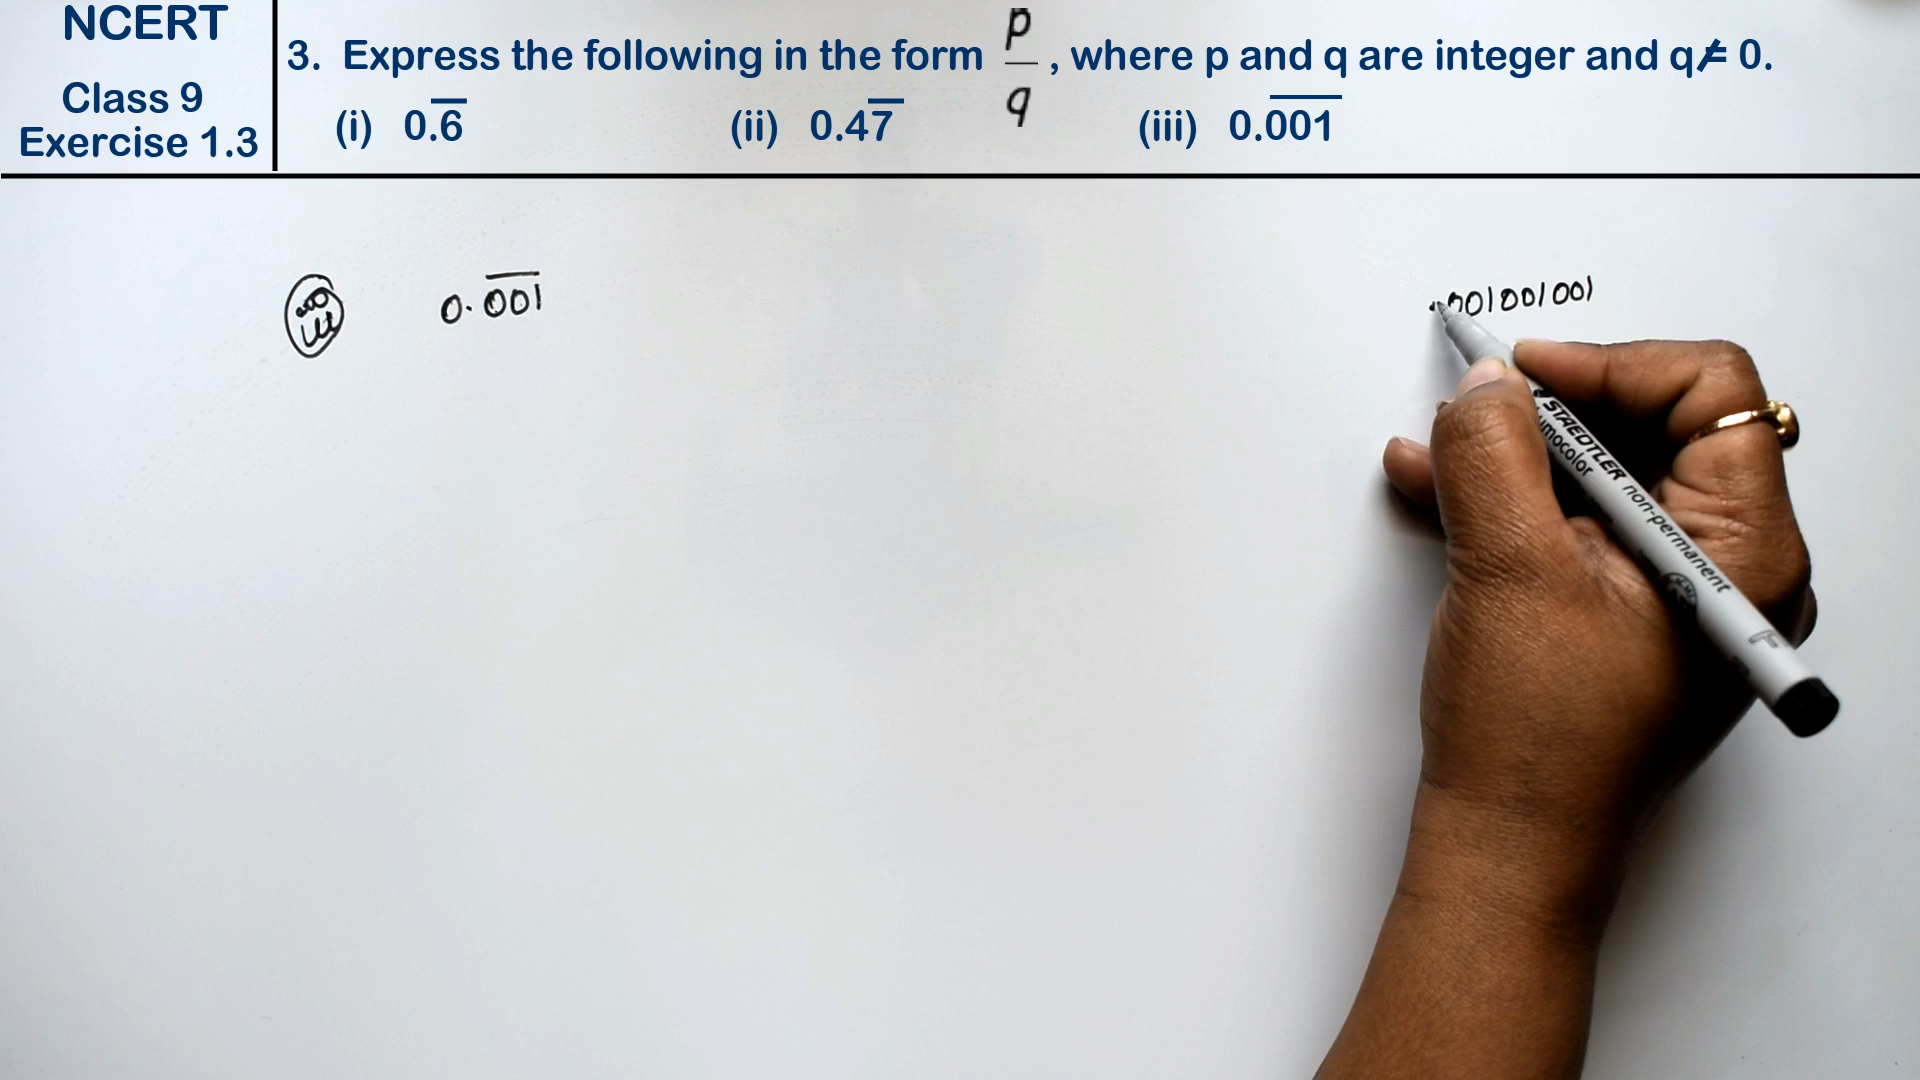 NCERT
Class 9
Exercise 1.3
3. Express the following in the form p/q , where p and q are integer and q ≠ 0.
(i) 0.6̅ (ii) 0.47̅ (iii) 0.0̅0̅1̅
(iii) 0.0̅0̅1̅
.001001001
STAEDTLER
Lumocolor
non-permanent